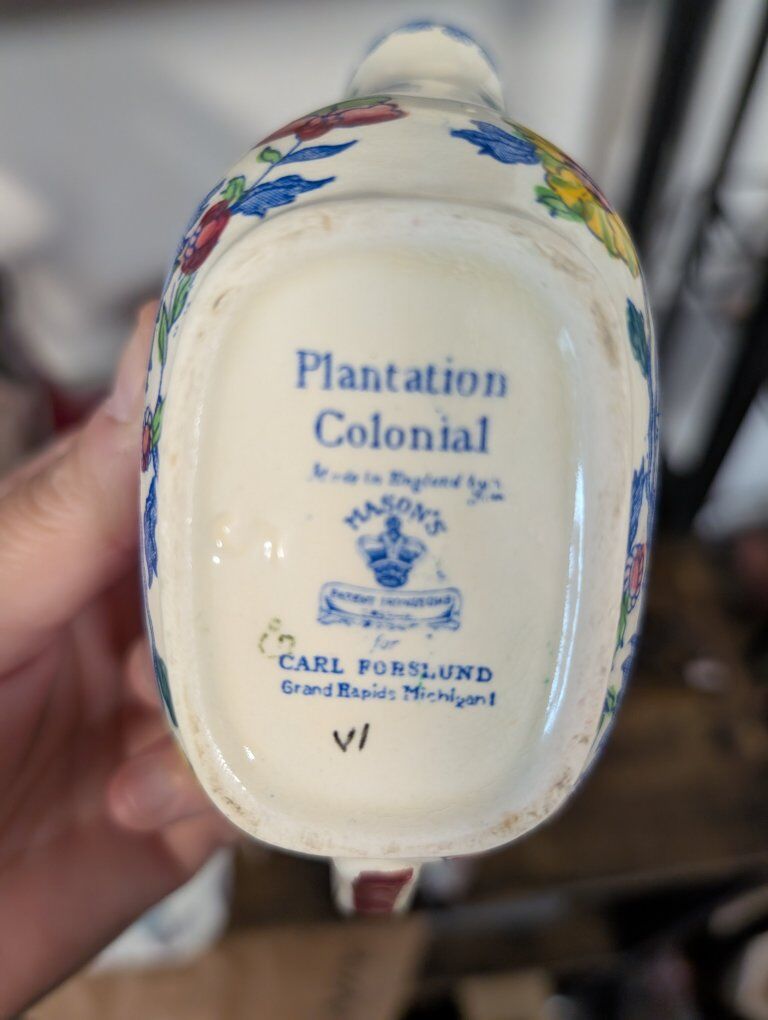 Plantation
Colonial
Made in England by
MASON'S
PATENT IRONSTONE
for
CARL FORSLUND
Grand Rapids Michigan
VI